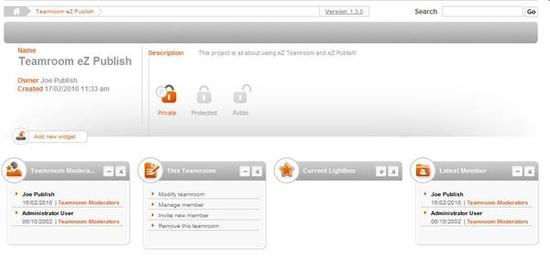 Teamroom eZ Publish
Version: 1.3.0
Search
Go
Name
Teamroom eZ Publish
Owner Joe Publish
Created 17/02/2010 11:33 am
Description
This project is all about using eZ Teamroom and eZ Publish!
Private
Protected
Public
Add new widget
Teamroom Modera...
Joe Publish
16/02/2010 | Teamroom Moderators
Administrator User
06/10/2002 | Teamroom Moderators
This Teamroom
Modify teamroom
Manage member
Invite new member
Remove this teamroom
Current Lightbox
Latest Member
Joe Publish
16/02/2010 | Teamroom Moderators
Administrator User
06/10/2002 | Teamroom Moderators